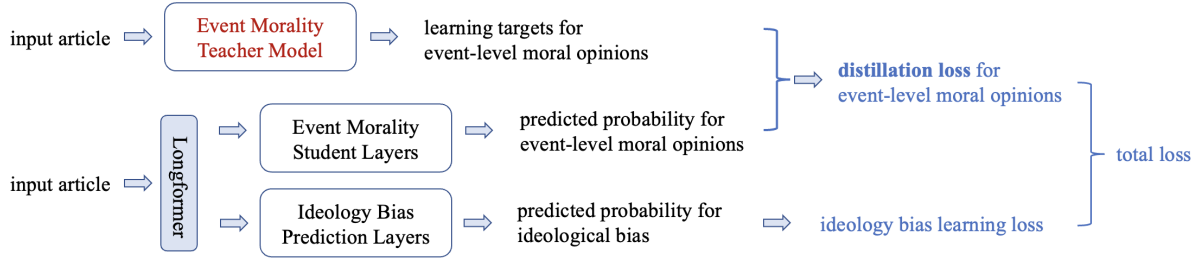 input article
Event Morality
Teacher Model
learning targets for
event-level moral opinions
distillation loss for
event-level moral opinions
input article
Longformer
Event Morality
Student Layers
predicted probability for
event-level moral opinions
Ideology Bias
Prediction Layers
predicted probability for
ideological bias
ideology bias learning loss
total loss